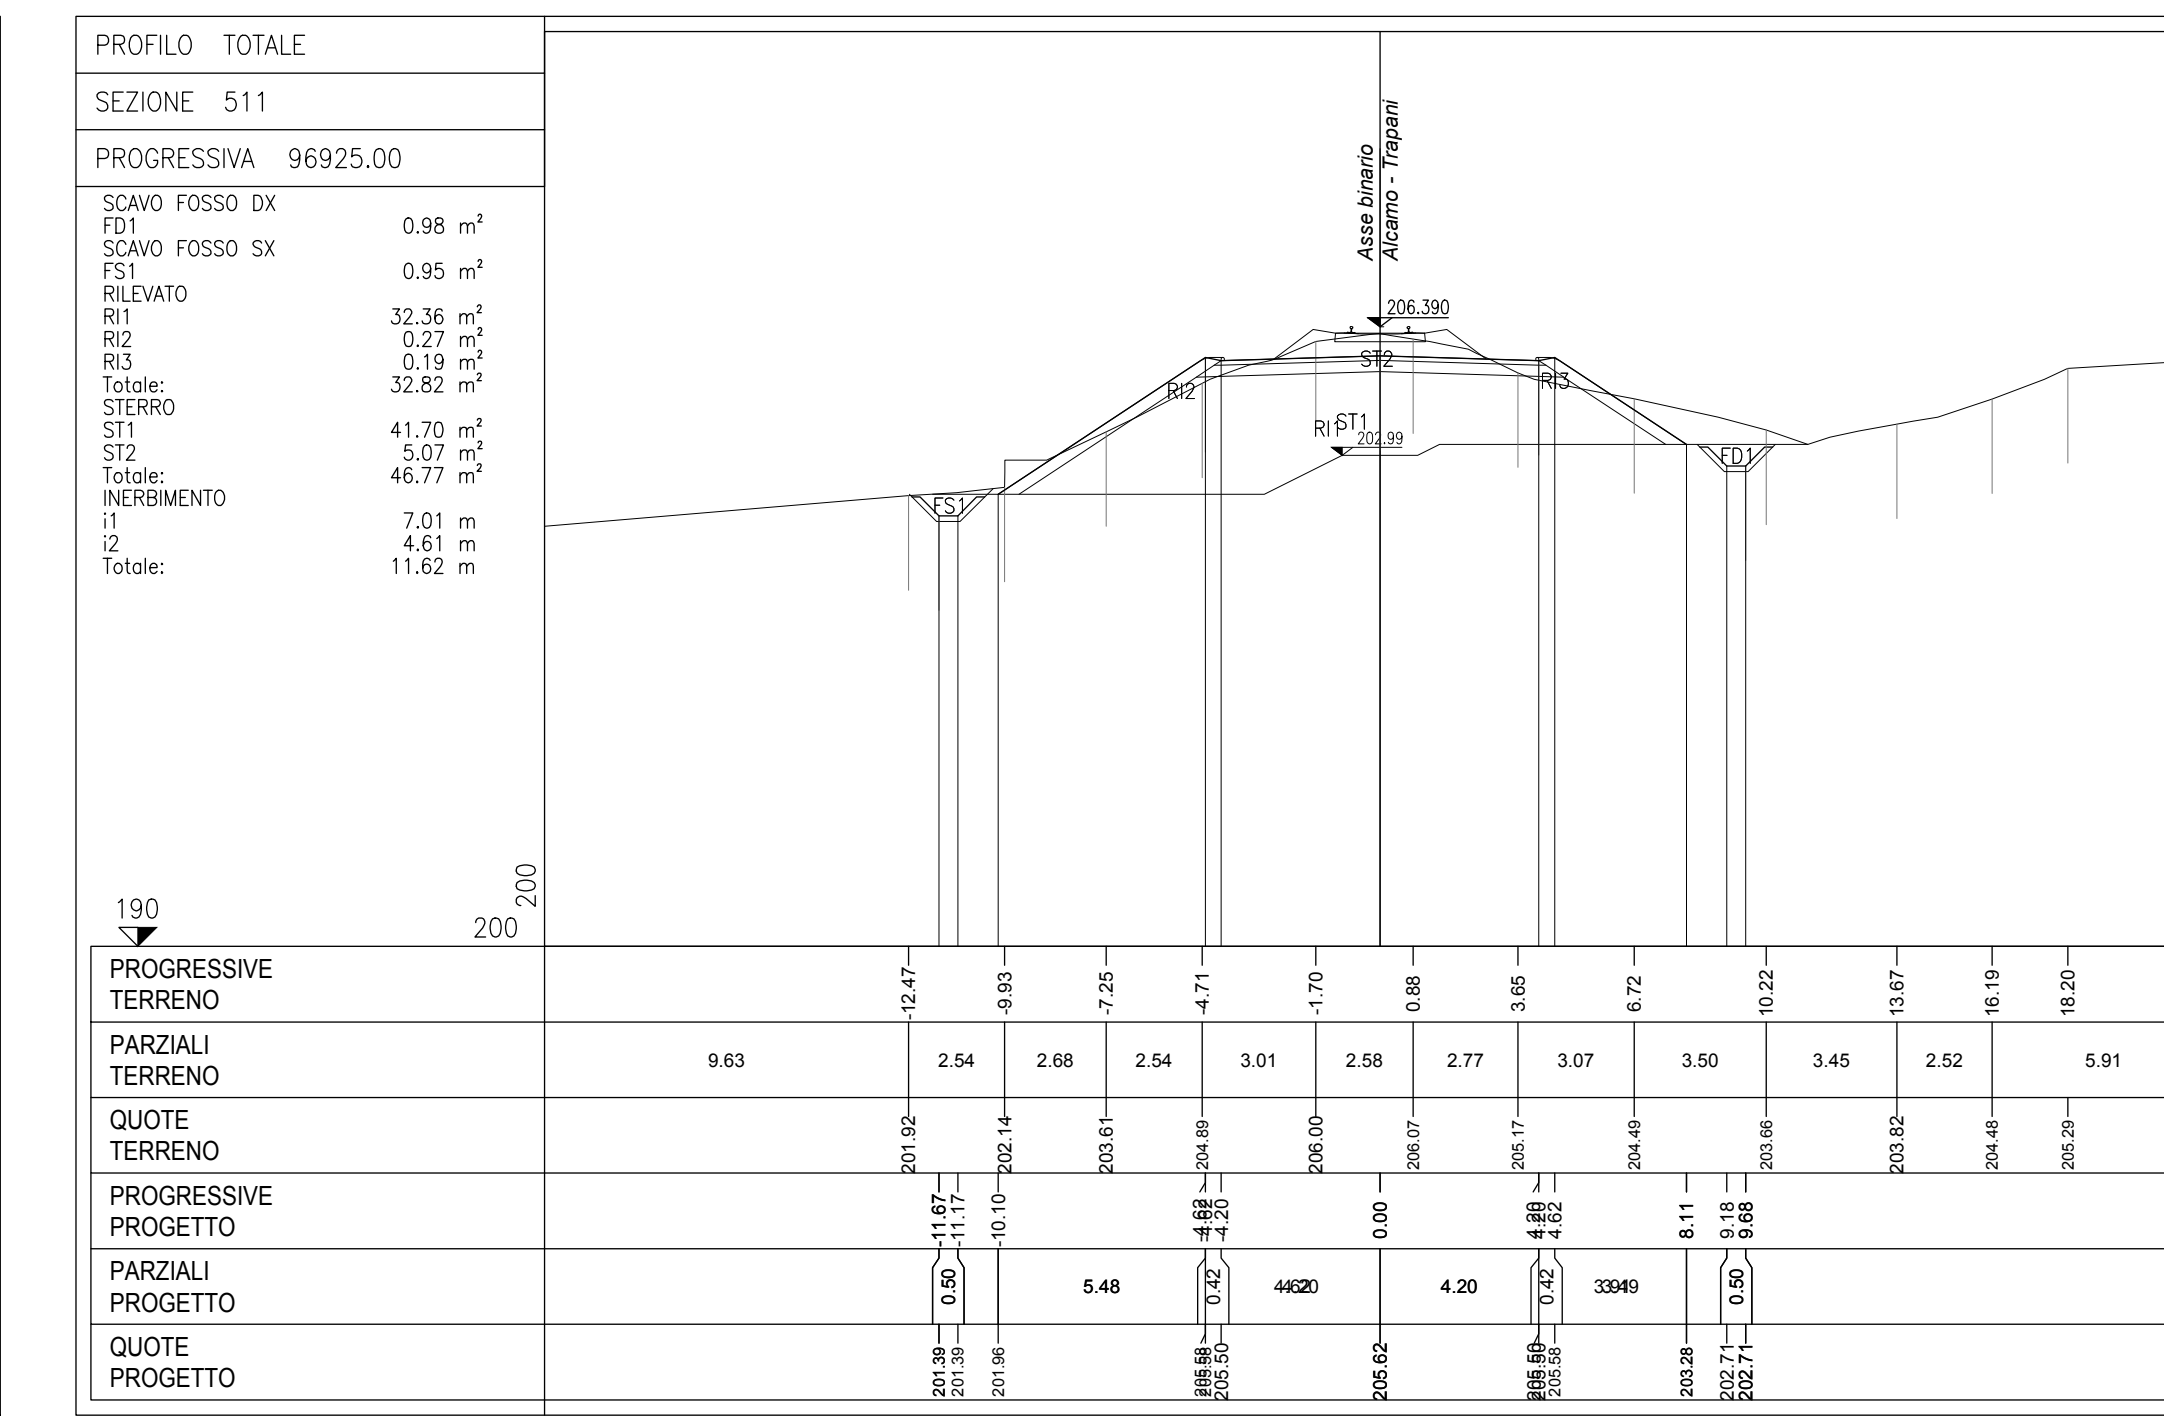 PROFILO TOTALE
SEZIONE 511
PROGRESSIVA 96925.00
SCAVO FOSSO DX
FD1 0.98 m²
SCAVO FOSSO SX
FS1 0.95 m²
RILEVATO
RI1 32.36 m²
RI2 0.27 m²
RI3 0.19 m²
Totale: 32.82 m²
STERRO
ST1 41.70 m²
ST2 5.07 m²
Totale: 46.77 m²
INERBIMENTO
i1 7.01 m
i2 4.61 m
Totale: 11.62 m
Asse binario
Alcamo - Trapani
206.390
ST2
RI2
RI3
RI1
ST1
202.99
FS1
FD1
190
200
200
PROGRESSIVE
TERRENO
-12.47 -9.93 -7.25 -4.71 -1.70 0.88 3.65 6.72 10.22 13.67 16.19 18.20
PARZIALI
TERRENO
9.63 2.54 2.68 2.54 3.01 2.58 2.77 3.07 3.50 3.45 2.52 5.91
QUOTE
TERRENO
201.92 202.14 203.61 204.89 206.00 206.07 205.17 204.49 203.66 203.82 204.48 205.29
PROGRESSIVE
PROGETTO
-11.67 -11.17 -10.10 -4.62 -4.20 0.00 4.20 4.62 8.11 9.18 9.68
PARZIALI
PROGETTO
0.50 5.48 0.42 4.20 0.42 0.50
QUOTE
PROGETTO
201.39 201.39 201.96 205.58 205.50 205.62 205.50 205.58 203.28 202.71 202.71